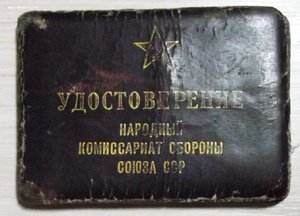 УДОСТОВЕРЕНИЕ
НАРОДНЫЙ
КОМИССАРИАТ ОБОРОНЫ
СОЮЗА ССР